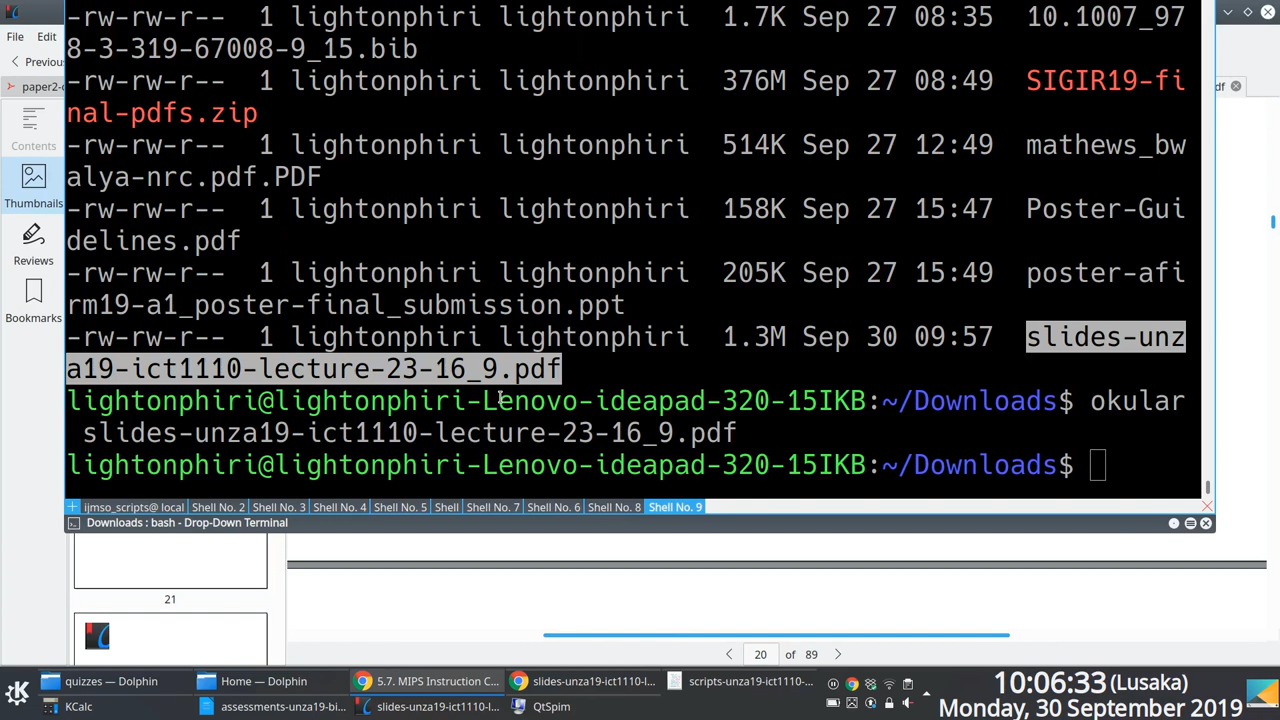 -rw-rw-r-- 1 lightonphiri lightonphiri 1.7K Sep 27 08:35 10.1007_97
8-3-319-67008-9_15.bib
-rw-rw-r-- 1 lightonphiri lightonphiri 376M Sep 27 08:49 SIGIR19-fi
nal-pdfs.zip
-rw-rw-r-- 1 lightonphiri lightonphiri 514K Sep 27 12:49 mathews_bw
alya-nrc.pdf.PDF
-rw-rw-r-- 1 lightonphiri lightonphiri 158K Sep 27 15:47 Poster-Gui
delines.pdf
-rw-rw-r-- 1 lightonphiri lightonphiri 205K Sep 27 15:49 poster-afi
rm19-a1_poster-final_submission.ppt
-rw-rw-r-- 1 lightonphiri lightonphiri 1.3M Sep 30 09:57 slides-unz
a19-ict1110-lecture-23-16_9.pdf
lightonphiri@lightonphiri-Lenovo-ideapad-320-15IKB:~/Downloads$ okular
slides-unza19-ict1110-lecture-23-16_9.pdf
lightonphiri@lightonphiri-Lenovo-ideapad-320-15IKB:~/Downloads$
ijmso_scripts@ local Shell No. 2 Shell No. 3 Shell No. 4 Shell No. 5 Shell Shell No. 7 Shell No. 6 Shell No. 8 Shell No. 9
Downloads : bash - Drop-Down Terminal
File Edit
Previou
paper2-
df
Contents
Thumbnails
Reviews
Bookmarks
21
20 of 89
quizzes — Dolphin Home — Dolphin 5.7. MIPS Instruction C... slides-unza19-ict1110-l... scripts-unza19-ict1110-...
KCalc assessments-unza19-bi... slides-unza19-ict1110-l... QtSpim
10:06:33 (Lusaka)
Monday, 30 September 2019